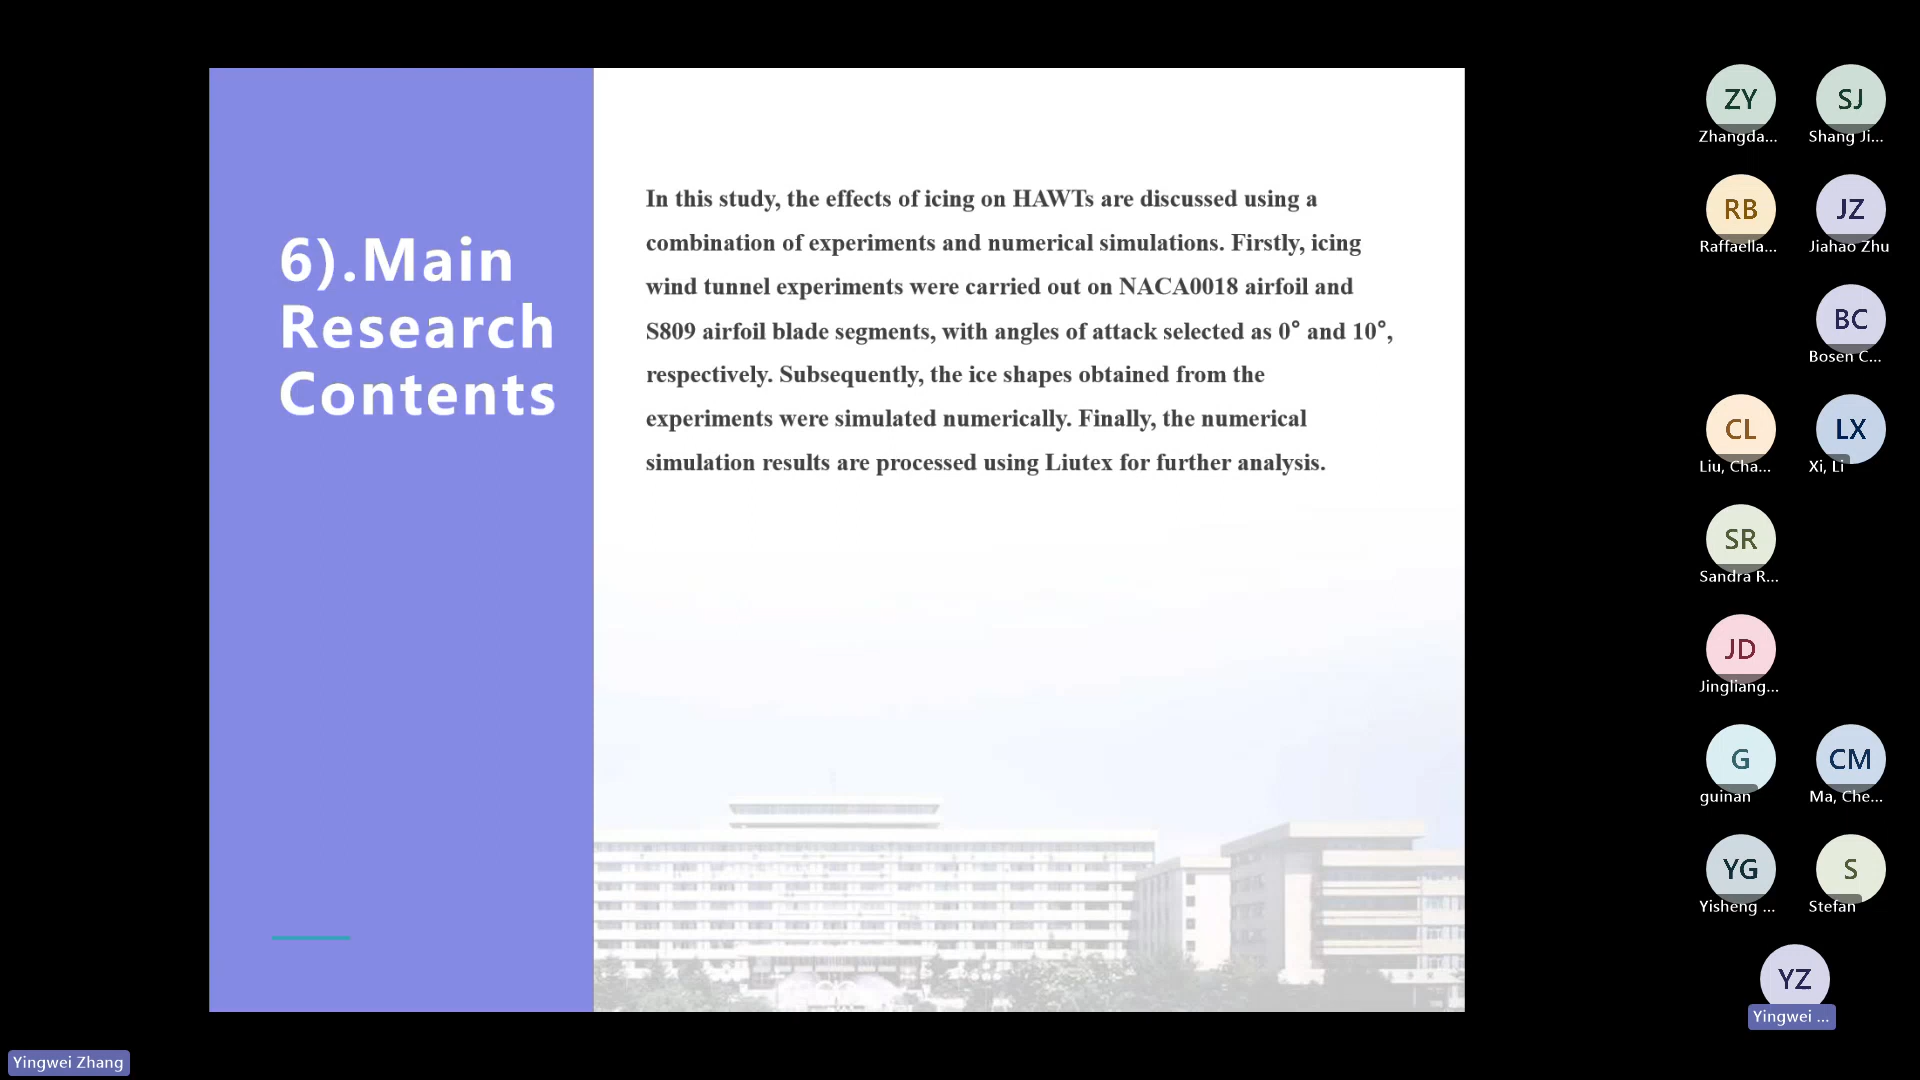 6).Main
Research
Contents
In this study, the effects of icing on HAWTs are discussed using a
combination of experiments and numerical simulations. Firstly, icing
wind tunnel experiments were carried out on NACA0018 airfoil and
S809 airfoil blade segments, with angles of attack selected as 0° and 10°,
respectively. Subsequently, the ice shapes obtained from the
experiments were simulated numerically. Finally, the numerical
simulation results are processed using Liutex for further analysis.
ZY
Zhangda...
SJ
Shang Ji...
RB
Raffaella...
JZ
Jiahao Zhu
BC
Bosen C...
CL
Liu, Cha...
LX
Xi, Li
SR
Sandra R...
JD
Jingliang...
G
guinan
CM
Ma, Che...
YG
Yisheng ...
S
Stefan
YZ
Yingwei ...
Yingwei Zhang